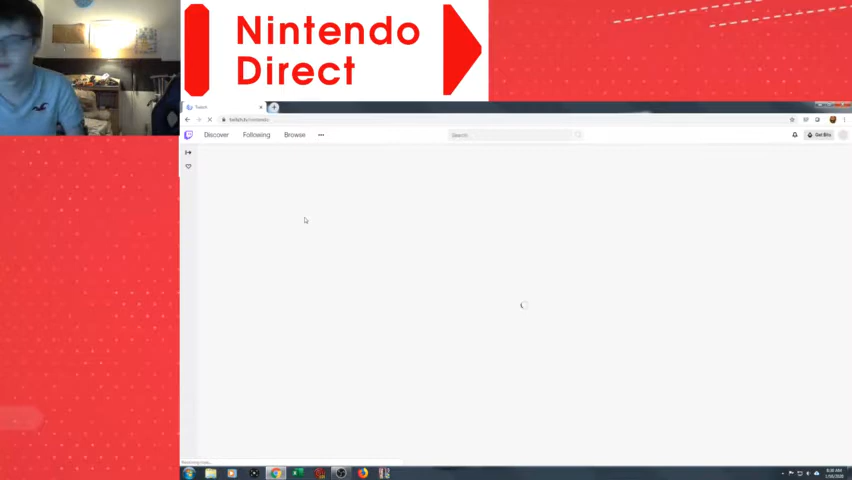 Nintendo
Direct
Twitch
twitch.tv/nintendo
Discover
Following
Browse
Search
Get Bits